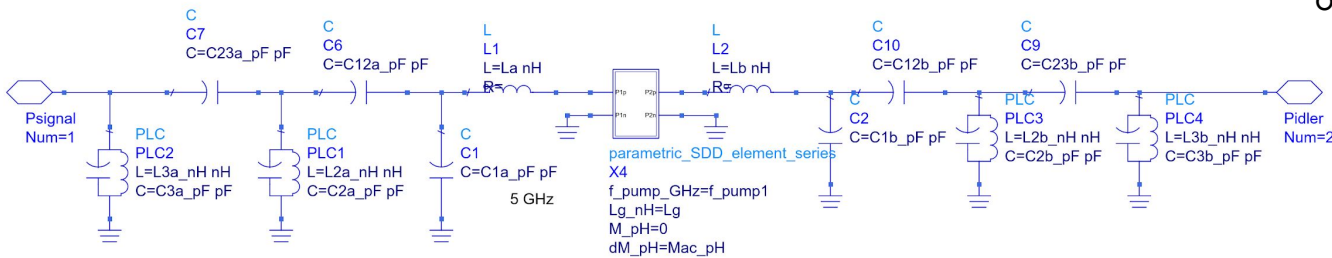 C
C7
C=C23a_pF pF
C
C6
C=C12a_pF pF
L
L1
L=La nH
R=
L
L2
L=Lb nH
R=
C
C10
C=C12b_pF pF
C
C9
C=C23b_pF pF
Psignal
Num=1
PLC
PLC2
L=L3a_nH nH
C=C3a_pF pF
PLC
PLC1
L=L2a_nH nH
C=C2a_pF pF
C
C1
C=C1a_pF pF
5 GHz
P1p
P2p
P1n
P2n
parametric_SDD_element_series
X4
f_pump_GHz=f_pump1
Lg_nH=Lg
M_pH=0
dM_pH=Mac_pH
C
C2
C=C1b_pF pF
PLC
PLC3
L=L2b_nH nH
C=C2b_pF pF
PLC
PLC4
L=L3b_nH nH
C=C3b_pF pF
Pidler
Num=2